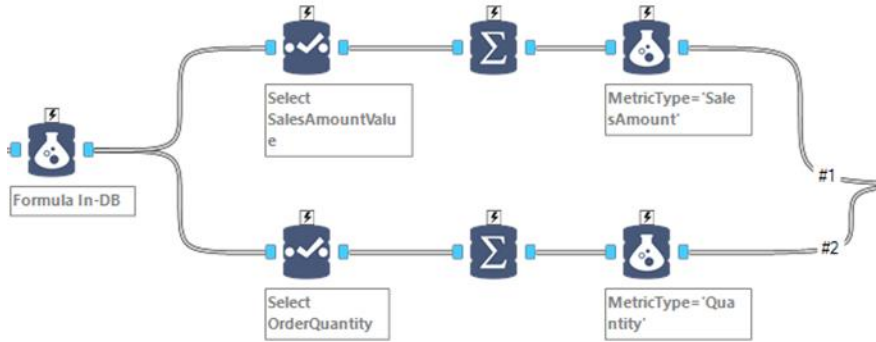 Select
SalesAmountValu
e
MetricType='Sale
sAmount'
Formula In-DB
#1
#2
Select
OrderQuantity
MetricType='Qua
ntity'